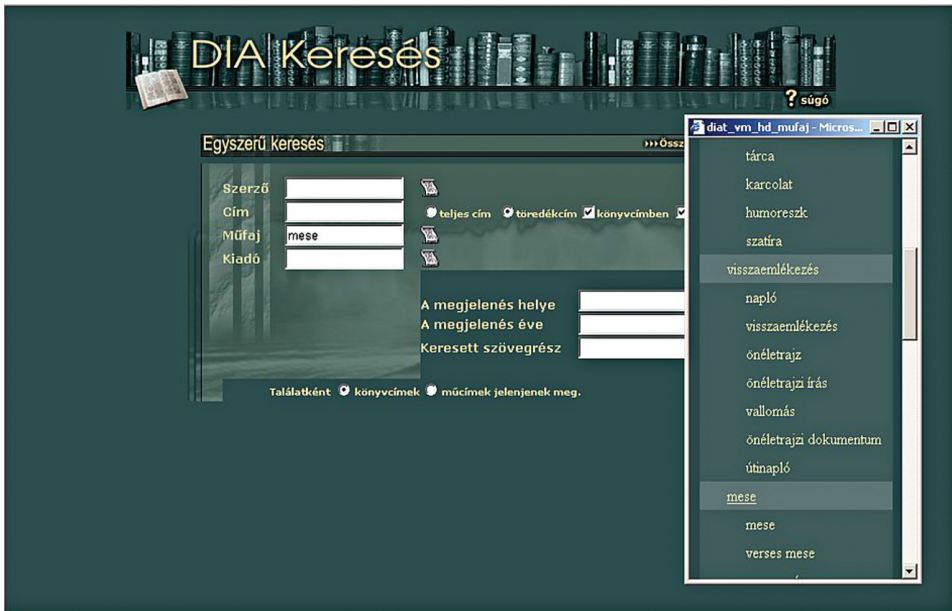 DIA Keresés
? súgó
Egyszerű keresés
Össz
Szerző
Cím
teljes cím töredékcím könyvcímben
Műfaj mese
Kiadó
A megjelenés helye
A megjelenés éve
Keresett szövegrész
Találatként könyvcímek műcímek jelenjenek meg.
diat_vm_hd_mufaj - Micros...
tárca
karcolat
humoreszk
szatíra
visszaemlékezés
napló
visszaemlékezés
önéletrajz
önéletrajzi írás
vallomás
önéletrajzi dokumentum
útinapló
mese
mese
verses mese